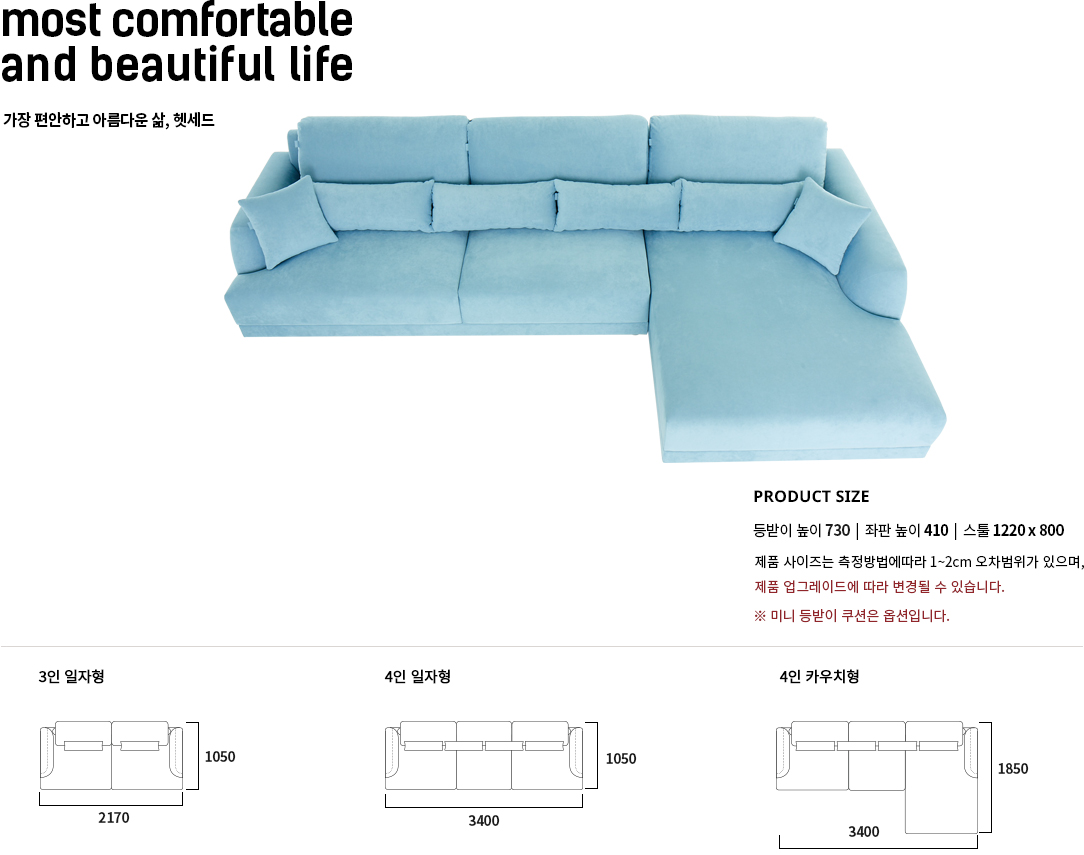 most comfortable
and beautiful life
가장 편안하고 아름다운 삶, 헷세드
PRODUCT SIZE
등받이 높이 730 | 좌판 높이 410 | 스툴 1220 x 800
제품 사이즈는 측정방법에따라 1~2cm 오차범위가 있으며,
제품 업그레이드에 따라 변경될 수 있습니다.
※ 미니 등받이 쿠션은 옵션입니다.
3인 일자형
1050
2170
4인 일자형
1050
3400
4인 카우치형
1850
3400